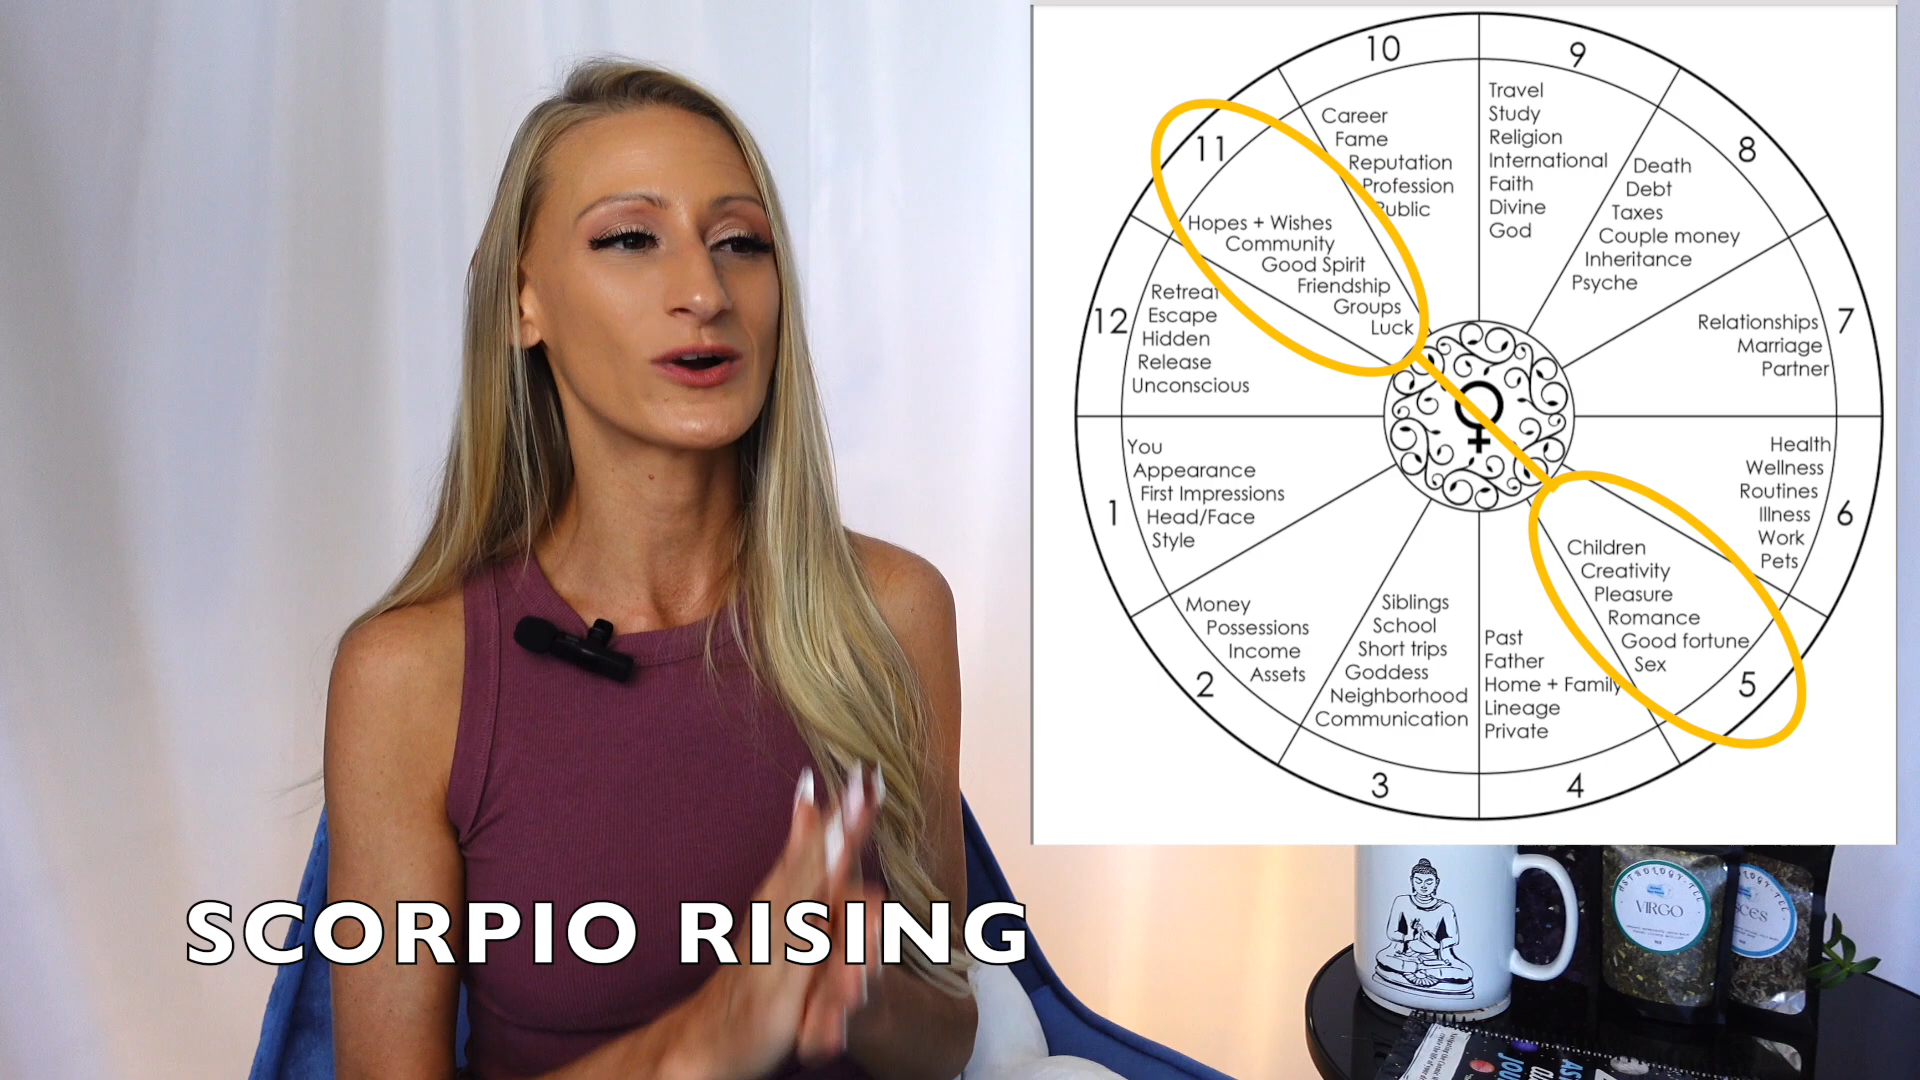 10
Career
Fame
Reputation
Profession
Public
9
Travel
Study
Religion
International
Faith
Divine
God
8
Death
Debt
Taxes
Couple money
Inheritance
Psyche
11
Hopes + Wishes
Community
Good Spirit
Friendship
Groups
Luck
12
Retreat
Escape
Hidden
Release
Unconscious
7
Relationships
Marriage
Partner
1
You
Appearance
First Impressions
Head/Face
Style
6
Health
Wellness
Routines
Illness
Work
Pets
2
Money
Possessions
Income
Assets
3
Siblings
School
Short trips
Goddess
Neighborhood
Communication
4
Past
Father
Home + Family
Lineage
Private
5
Children
Creativity
Pleasure
Romance
Good fortune
Sex
SCORPIO RISING
ASTROLOGY-TEE
VIRGO